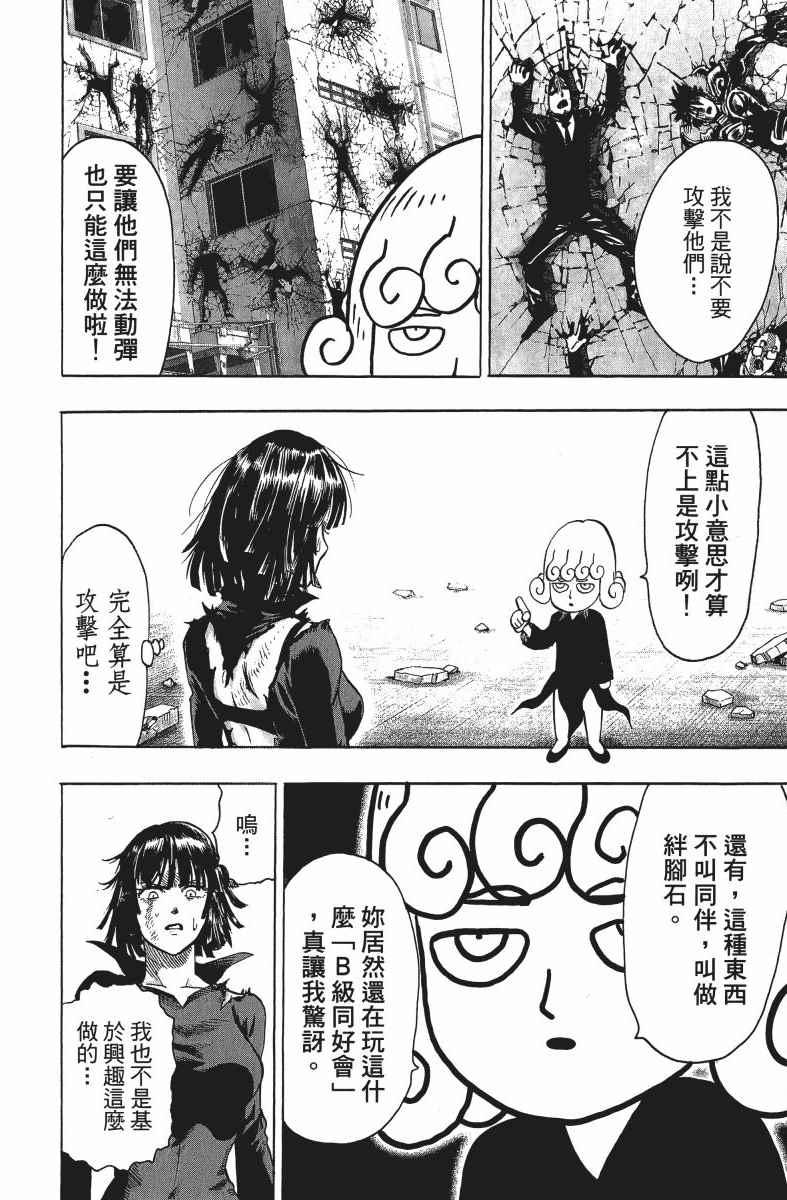 我不是說不要
攻擊他們…
要讓他們無法動彈
也只能這麼做啦！
這點小意思才算
不上是攻擊咧！
完全算是
攻擊吧…
還有，這種東西
不叫同伴，叫做
絆腳石。
妳居然還在玩這什
麼「B級同好會」
，真讓我驚訝。
嗚…
我也不是基
於興趣這麼
做的…